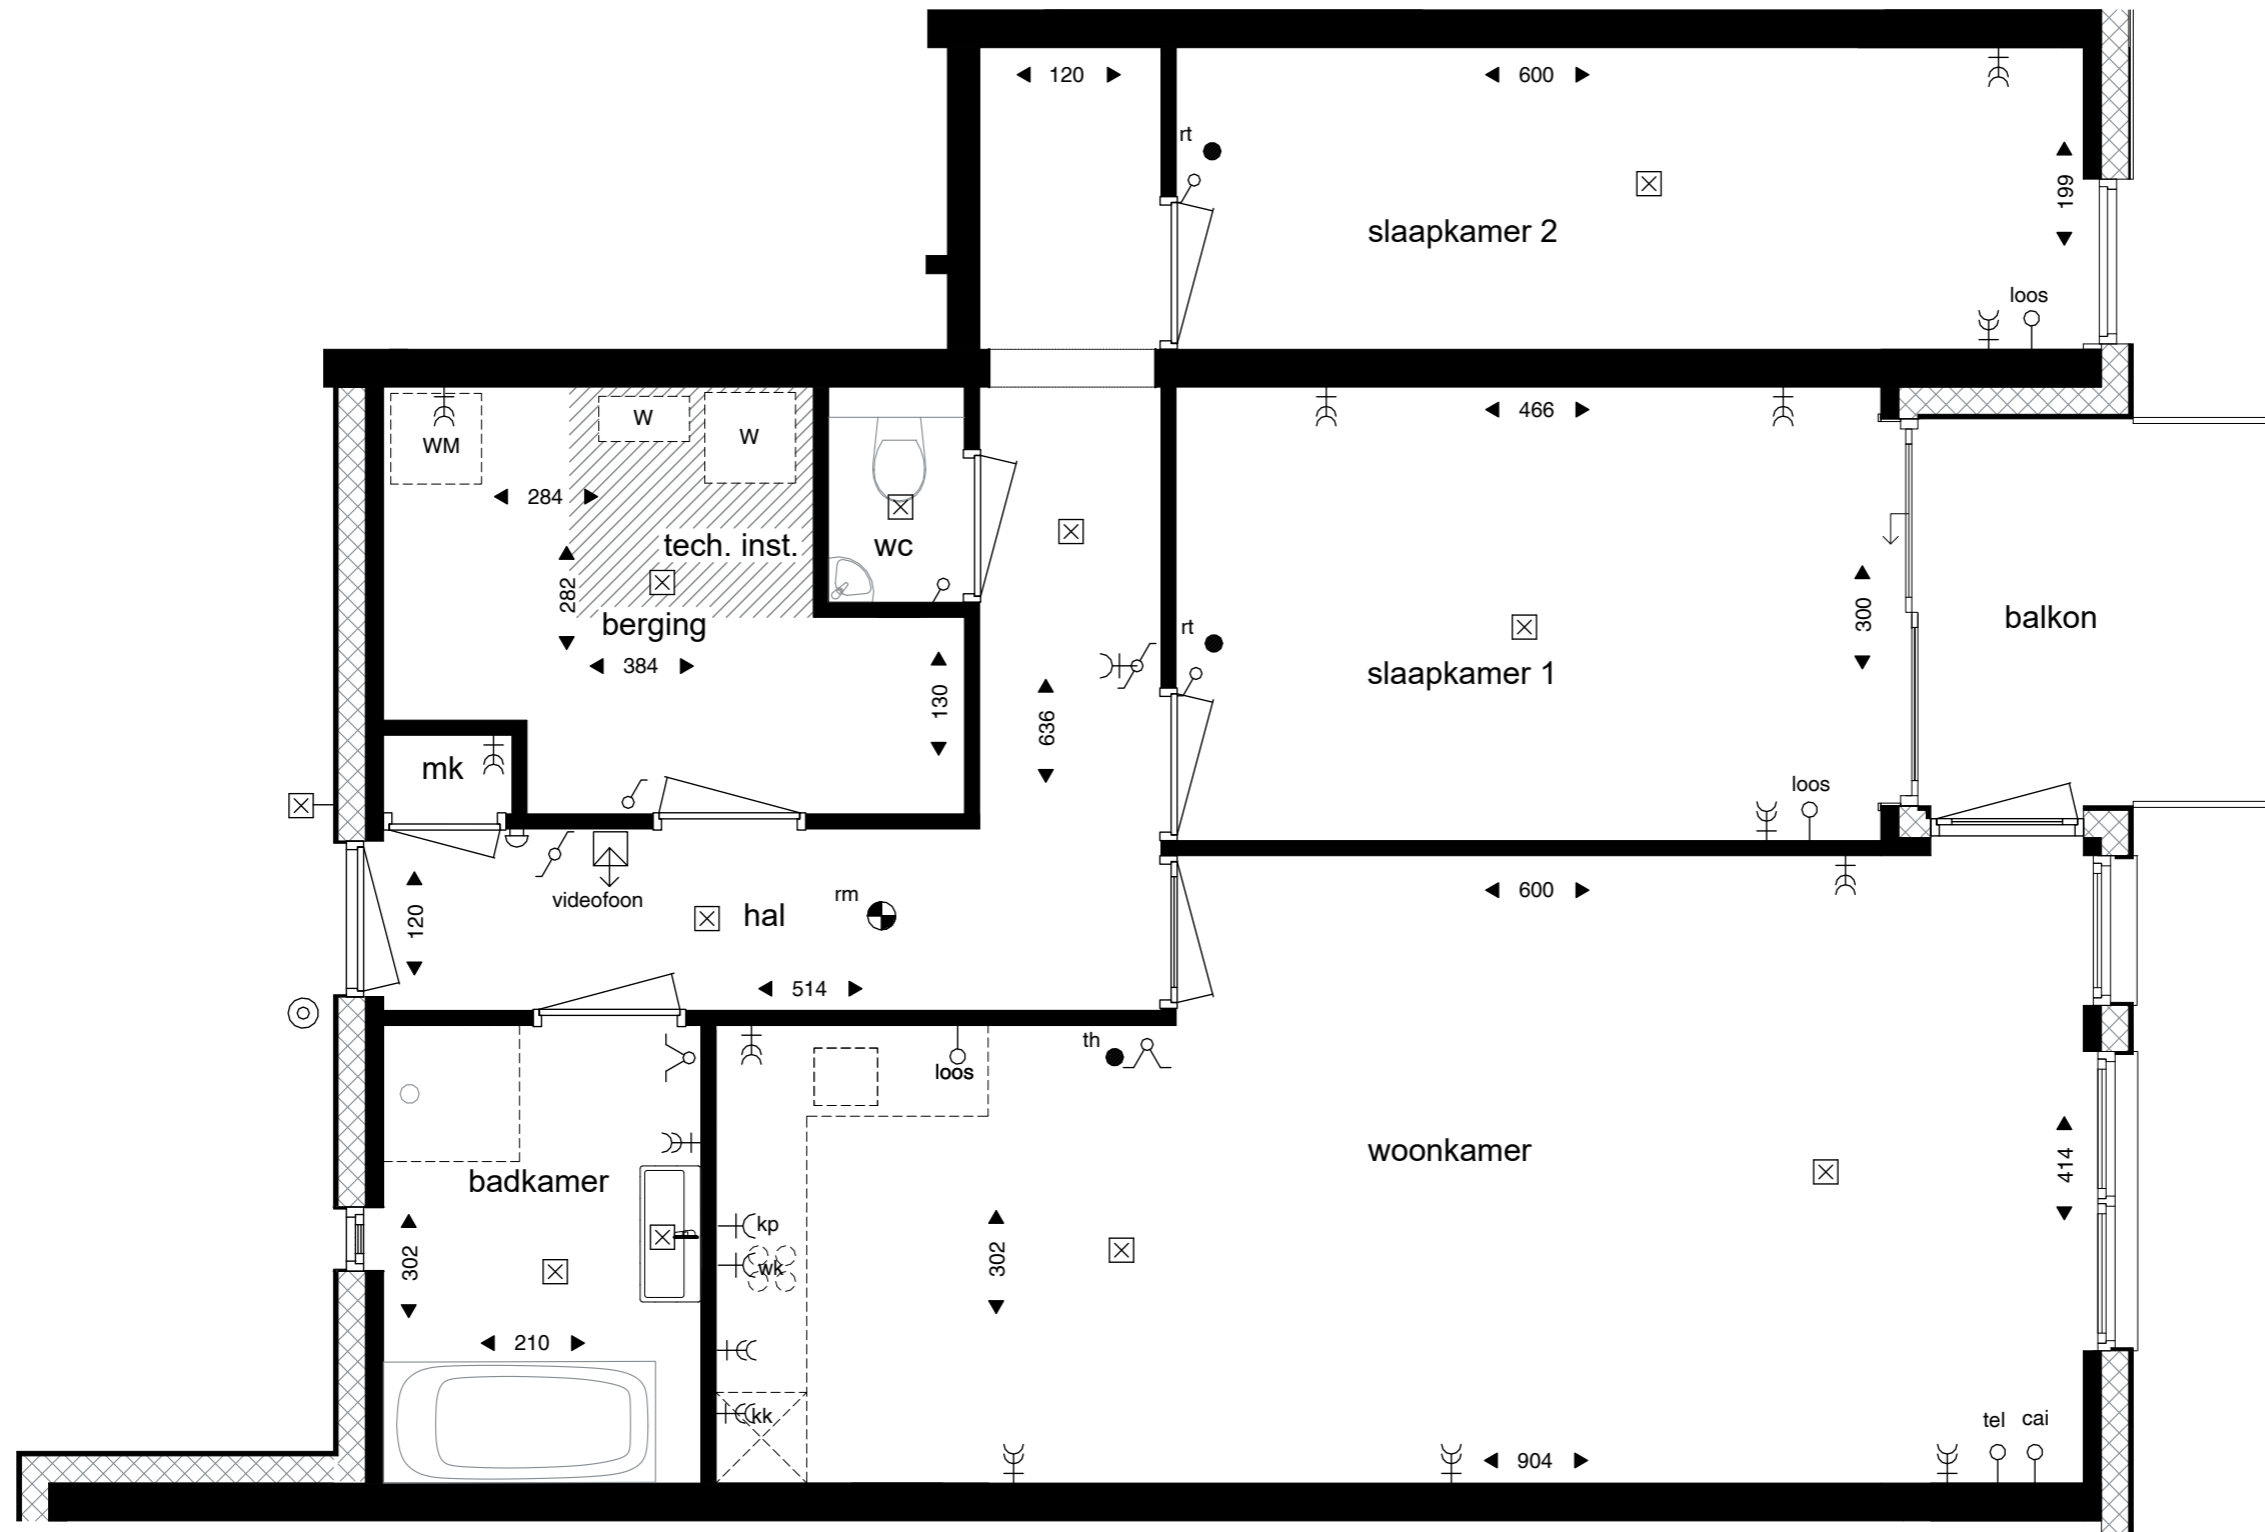 120
600
rt
199
slaapkamer 2
loos
466
W
W
WM
284
tech. inst.
wc
282
300
berging
balkon
rt
384
slaapkamer 1
130
636
mk
loos
videofoon
rm
hal
120
600
514
th
loos
woonkamer
414
badkamer
kp
302
wk
302
210
kk
tel
cai
904